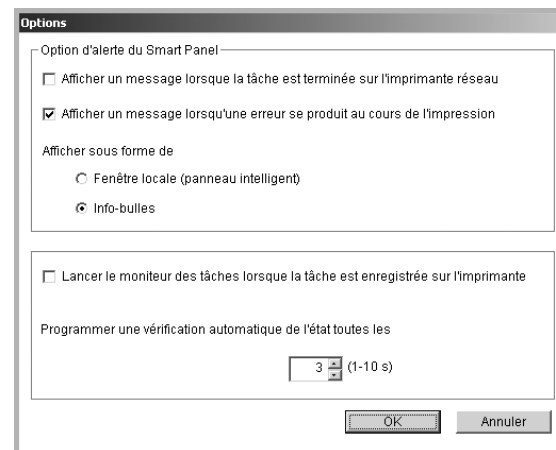 Options
Option d'alerte du Smart Panel
Afficher un message lorsque la tâche est terminée sur l'imprimante réseau
Afficher un message lorsqu'une erreur se produit au cours de l'impression
Afficher sous forme de
Fenêtre locale (panneau intelligent)
Info-bulles
Lancer le moniteur des tâches lorsque la tâche est enregistrée sur l'imprimante
Programmer une vérification automatique de l'état toutes les
3 (1-10 s)
OK Annuler